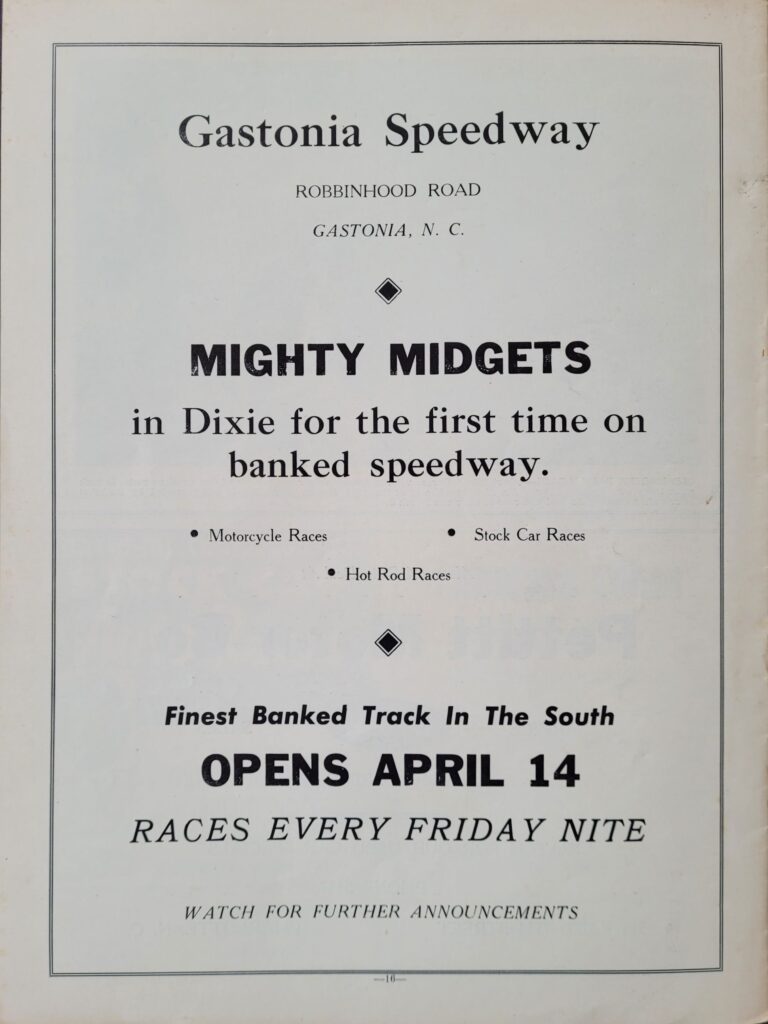 Gastonia Speedway
ROBBINHOOD ROAD
GASTONIA, N. C.
MIGHTY MIDGETS
in Dixie for the first time on
banked speedway.
• Motorcycle Races • Stock Car Races
• Hot Rod Races
Finest Banked Track In The South
OPENS APRIL 14
RACES EVERY FRIDAY NITE
WATCH FOR FURTHER ANNOUNCEMENTS
—16—